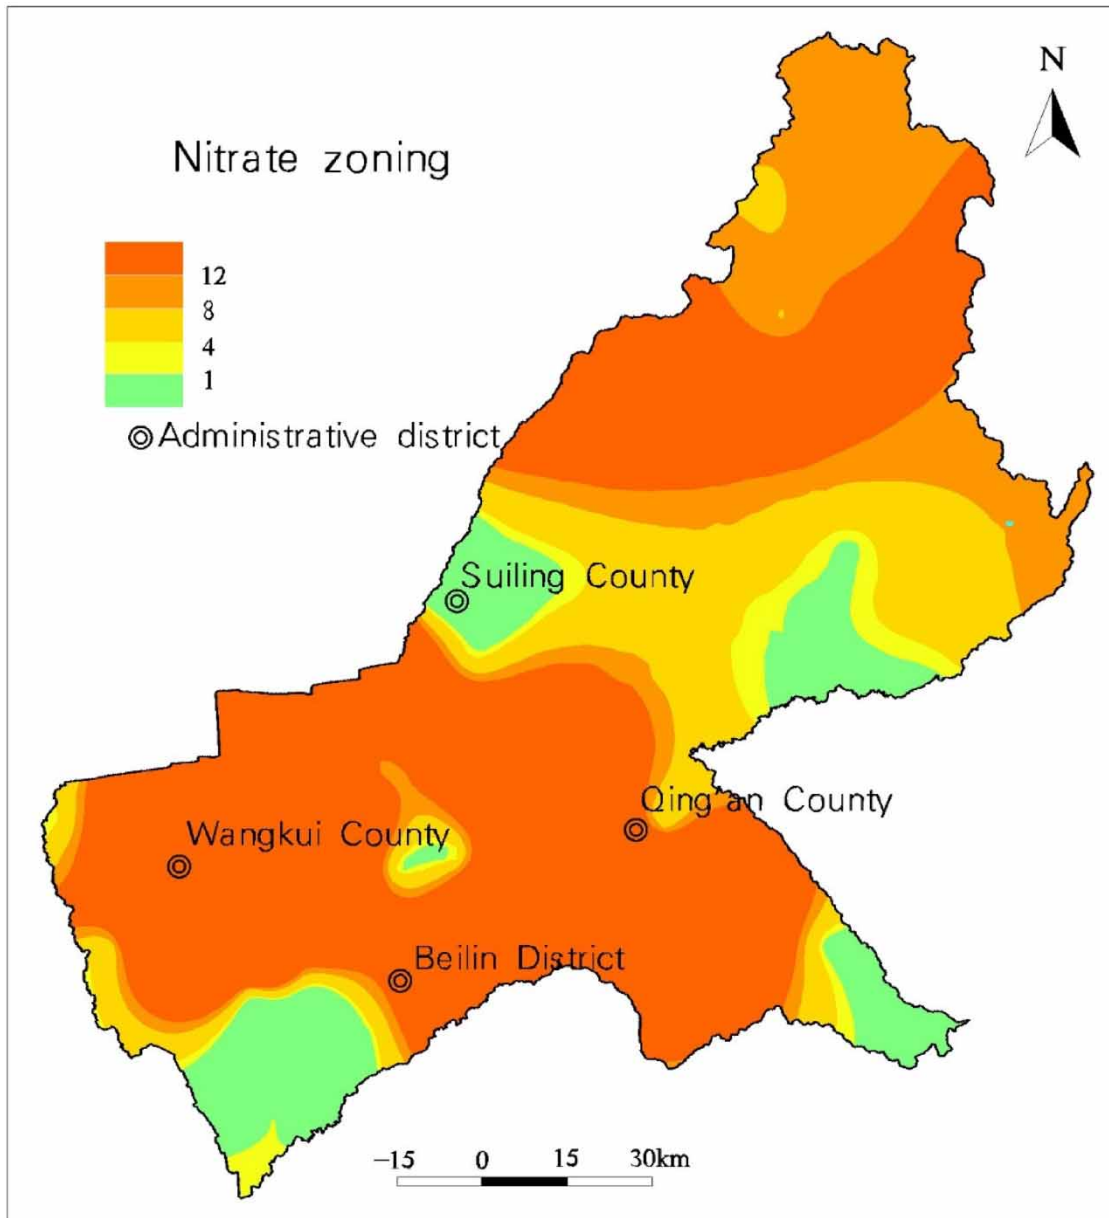 N
Nitrate zoning
12
8
4
1
Administrative district
Suiling County
Qing'an County
Wangkui County
Beilin District
-15 0 15 30km